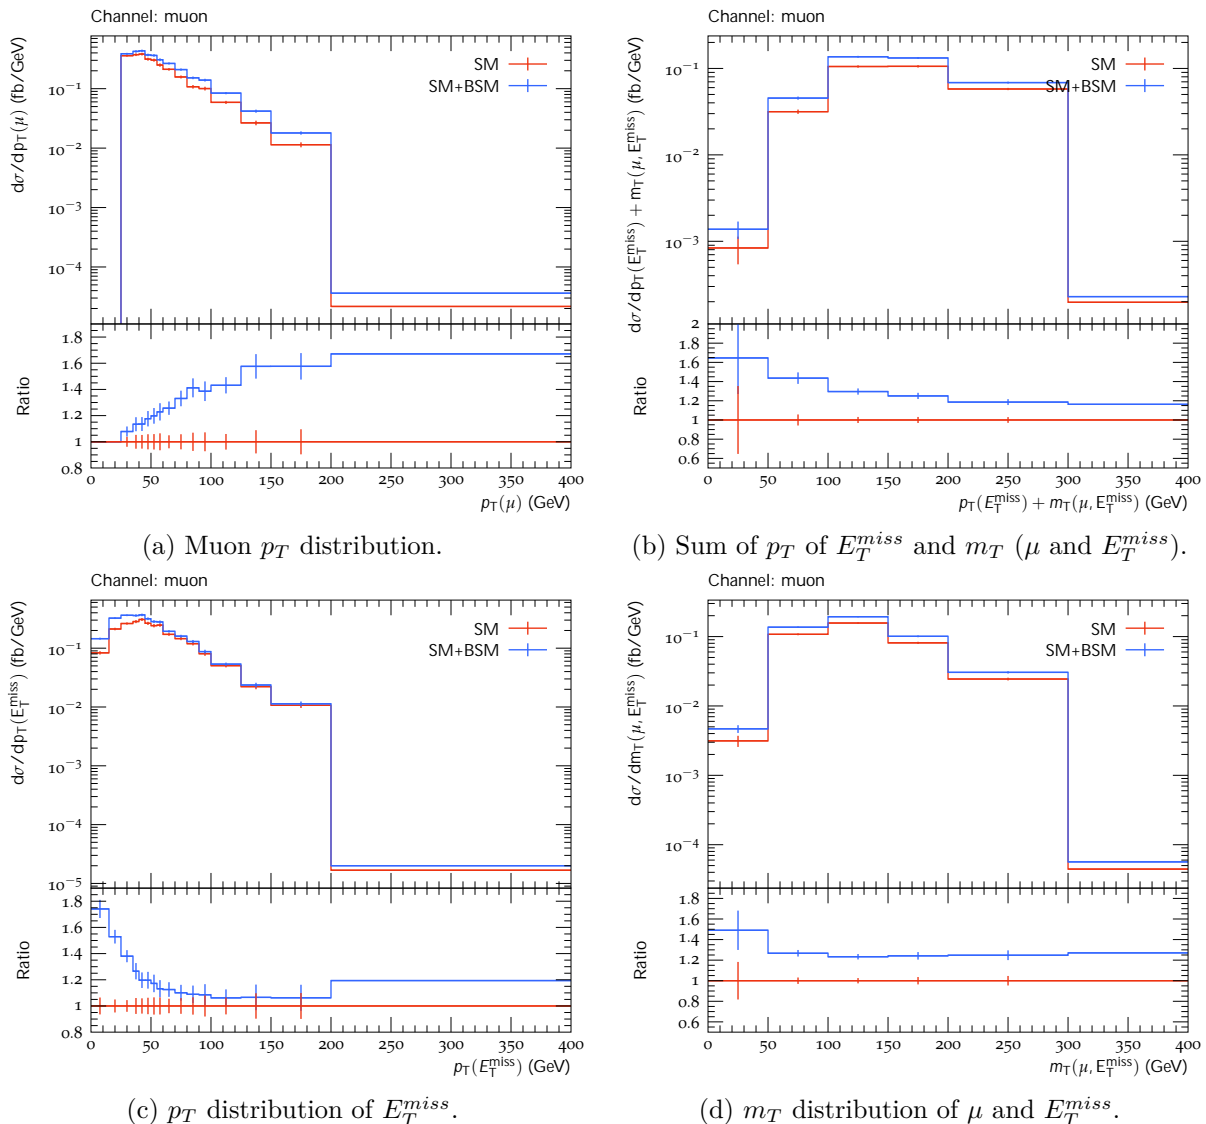 Channel: muon
dσ/dp_T(μ) (fb/GeV)
SM
SM+BSM
10⁻¹
10⁻²
10⁻³
10⁻⁴
Ratio
1.8
1.6
1.4
1.2
1
0.8
0 50 100 150 200 250 300 350 400
p_T(μ) (GeV)
(a) Muon p_T distribution.
Channel: muon
dσ/dp_T(E_T^miss) + m_T(μ, E_T^miss) (fb/GeV)
SM
SM+BSM
10⁻¹
10⁻²
10⁻³
Ratio
2
1.8
1.6
1.4
1.2
1
0.8
0.6
0 50 100 150 200 250 300 350 400
p_T(E_T^miss) + m_T(μ, E_T^miss) (GeV)
(b) Sum of p_T of E_T^miss and m_T (μ and E_T^miss).
Channel: muon
dσ/dp_T(E_T^miss) (fb/GeV)
SM
SM+BSM
10⁻¹
10⁻²
10⁻³
10⁻⁴
10⁻⁵
Ratio
1.8
1.6
1.4
1.2
1
0.8
0 50 100 150 200 250 300 350 400
p_T(E_T^miss) (GeV)
(c) p_T distribution of E_T^miss.
Channel: muon
dσ/dm_T(μ, E_T^miss) (fb/GeV)
SM
SM+BSM
10⁻¹
10⁻²
10⁻³
10⁻⁴
Ratio
1.8
1.6
1.4
1.2
1
0.8
0.6
0 50 100 150 200 250 300 350 400
m_T(μ, E_T^miss) (GeV)
(d) m_T distribution of μ and E_T^miss.